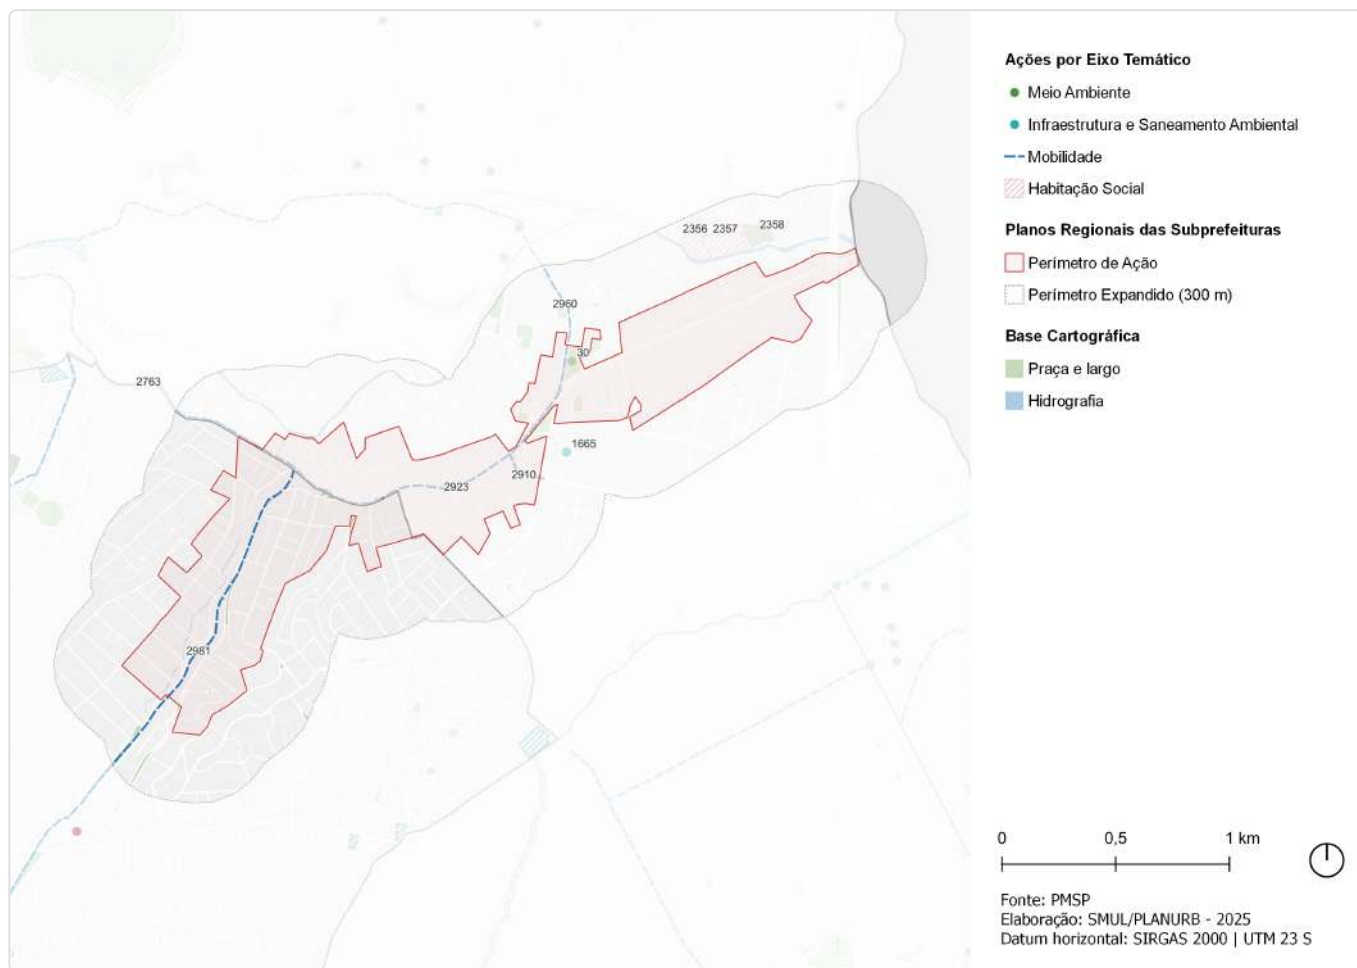 Ações por Eixo Temático
Meio Ambiente
Infraestrutura e Saneamento Ambiental
Mobilidade
Habitação Social
Planos Regionais das Subprefeituras
Perímetro de Ação
Perímetro Expandido (300 m)
Base Cartográfica
Praça e largo
Hidrografia
2356 2357 2358
2960
30
2763
1665
2910
2923
2981
0 0,5 1 km
Fonte: PMSP
Elaboração: SMUL/PLANURB - 2025
Datum horizontal: SIRGAS 2000 | UTM 23 S